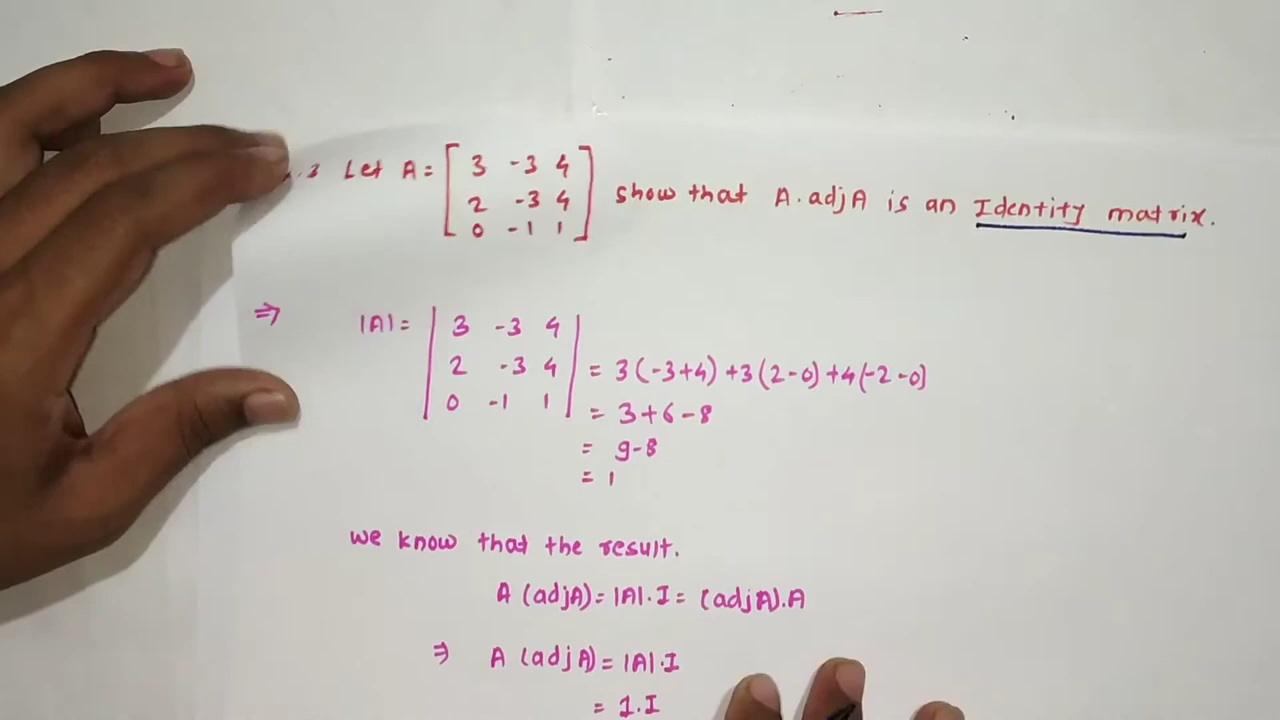 .3 Let A = [ 3 -3 4 show that A.adjA is an Identity matrix.
2 -3 4
0 -1 1 ]
⇒ |A| = | 3 -3 4
2 -3 4 | = 3(-3+4) +3(2-0) +4(-2-0)
0 -1 1
= 3+6-8
= 9-8
= 1
we know that the result.
A (adjA) = |A|.I = (adjA).A
⇒ A (adjA) = |A|.I
= 1.I